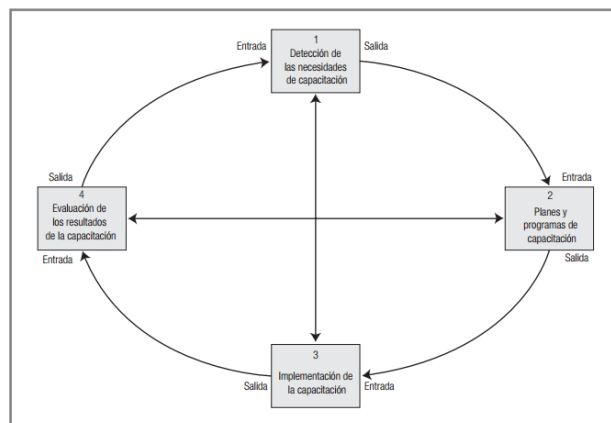 1
Detección de
las necesidades
de capacitación
Entrada
Salida
Entrada
2
Planes y
programas de
capacitación
Salida
Entrada
3
Implementación de
la capacitación
Salida
Entrada
4
Evaluación de
los resultados
de la capacitación
Salida